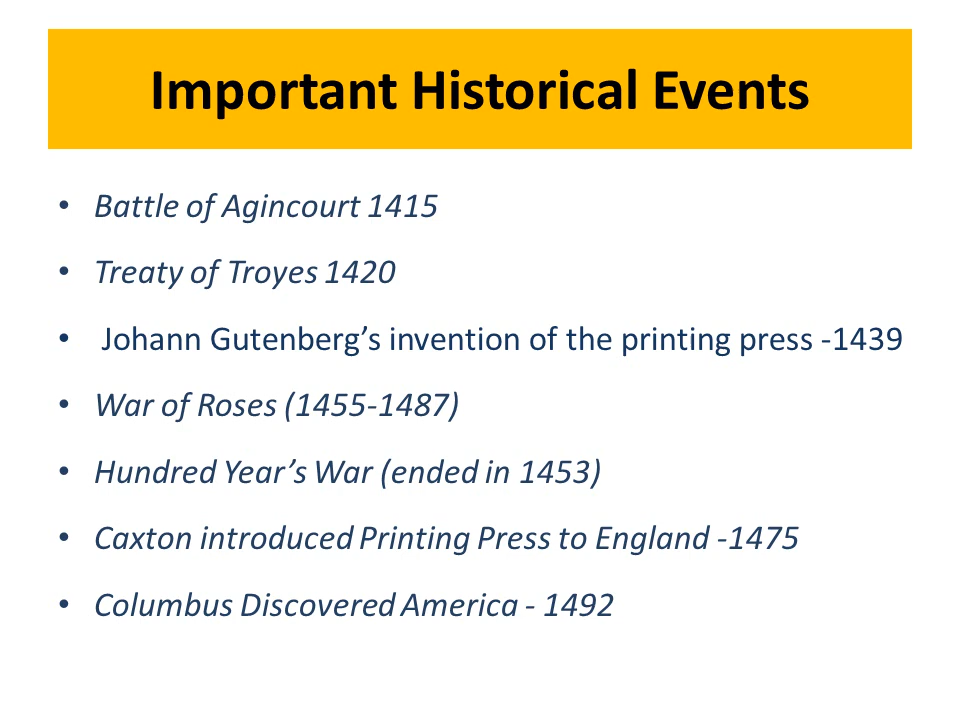 Important Historical Events
• Battle of Agincourt 1415
• Treaty of Troyes 1420
• Johann Gutenberg’s invention of the printing press -1439
• War of Roses (1455-1487)
• Hundred Year’s War (ended in 1453)
• Caxton introduced Printing Press to England -1475
• Columbus Discovered America - 1492